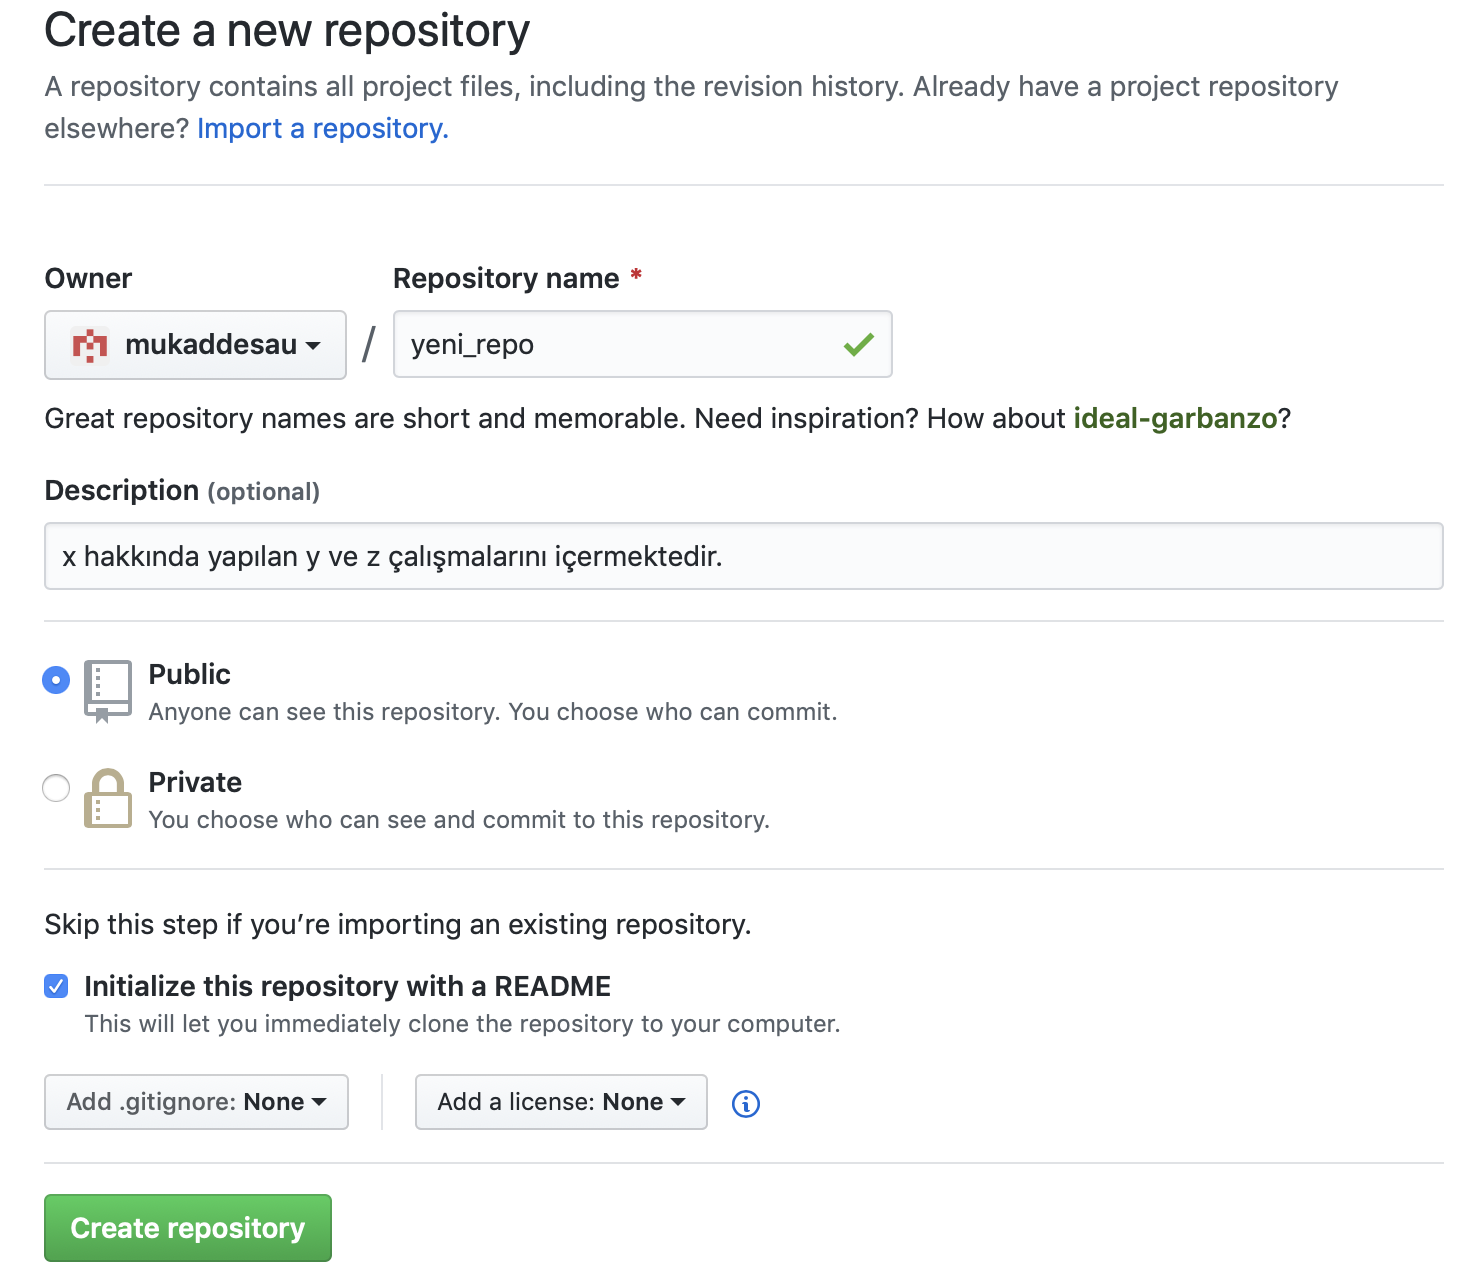 Create a new repository
A repository contains all project files, including the revision history. Already have a project repository
elsewhere? Import a repository.
Owner
Repository name *
mukaddesau
/
yeni_repo
Great repository names are short and memorable. Need inspiration? How about ideal-garbanzo?
Description (optional)
x hakkında yapılan y ve z çalışmalarını içermektedir.
Public
Anyone can see this repository. You choose who can commit.
Private
You choose who can see and commit to this repository.
Skip this step if you’re importing an existing repository.
Initialize this repository with a README
This will let you immediately clone the repository to your computer.
Add .gitignore: None
Add a license: None
Create repository